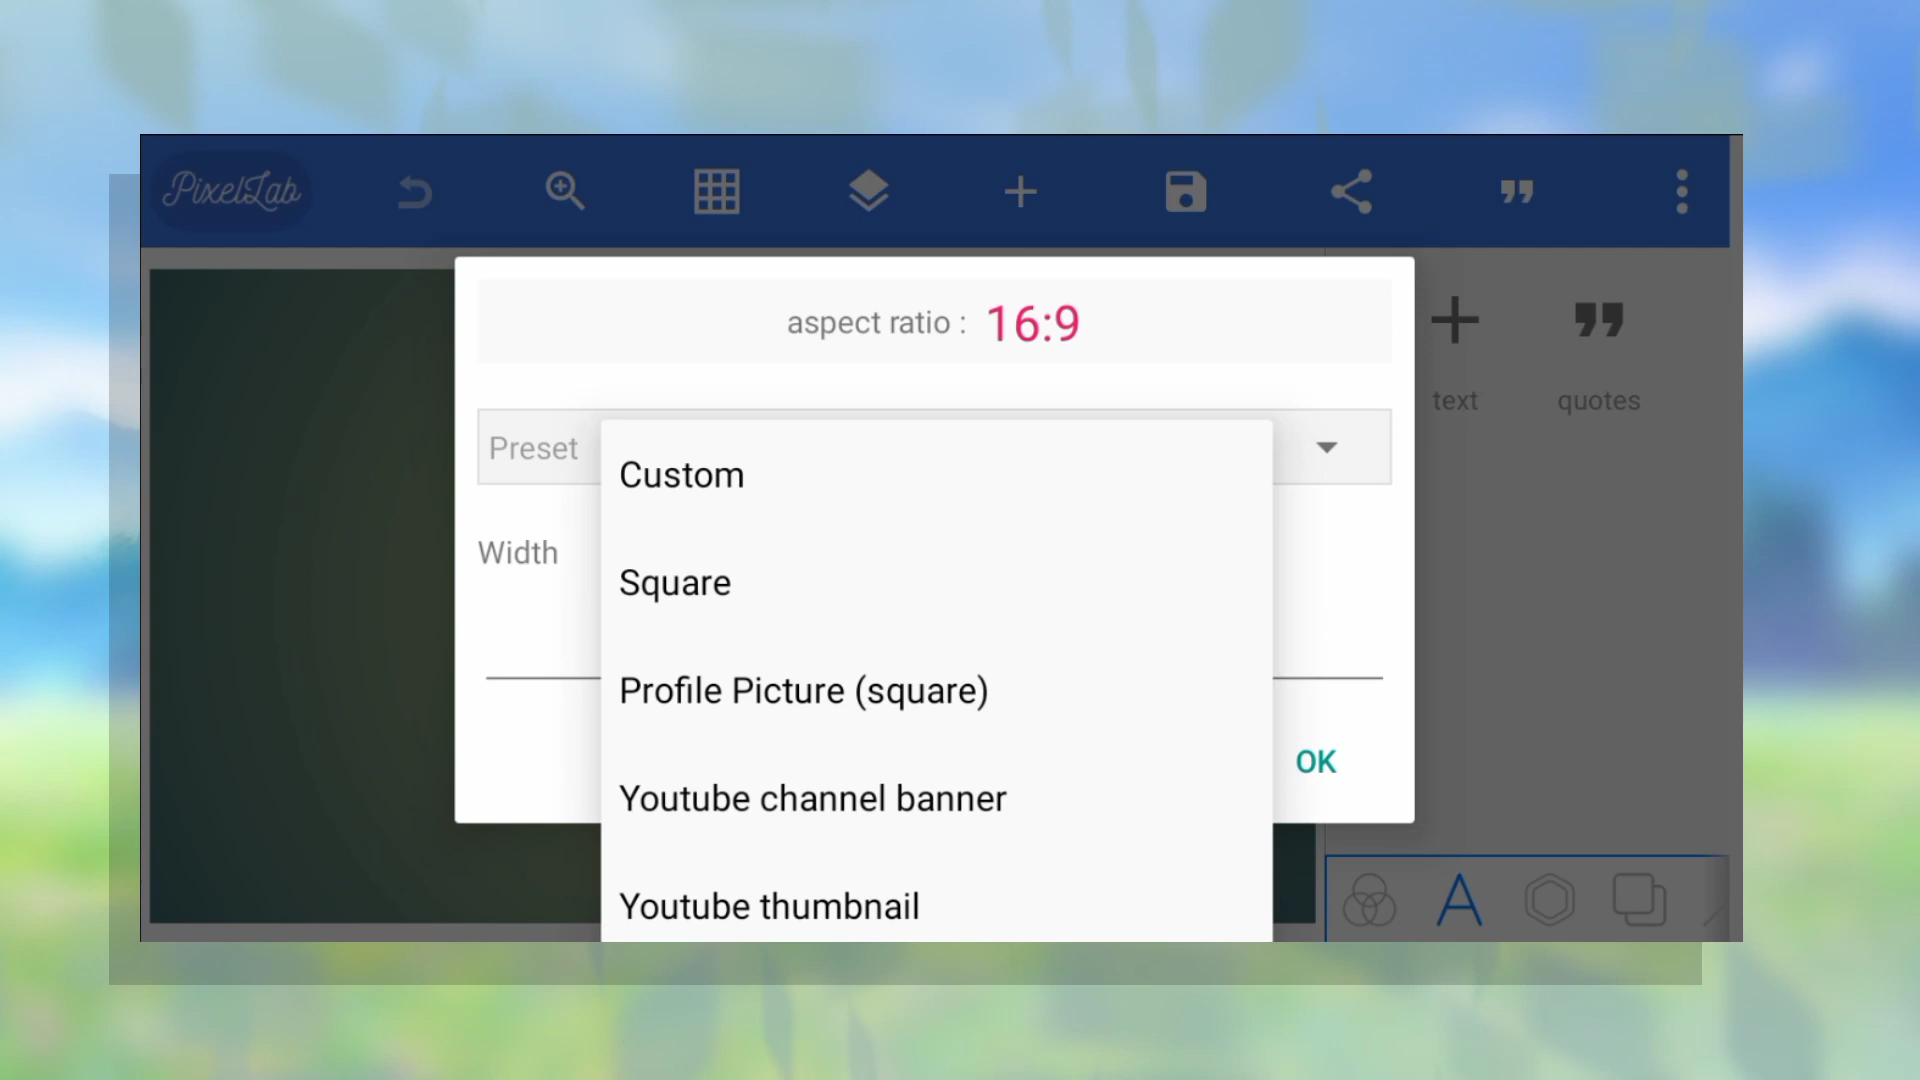 PixelLab
aspect ratio : 16:9
text
quotes
Preset
Custom
Width
Square
Profile Picture (square)
OK
Youtube channel banner
Youtube thumbnail